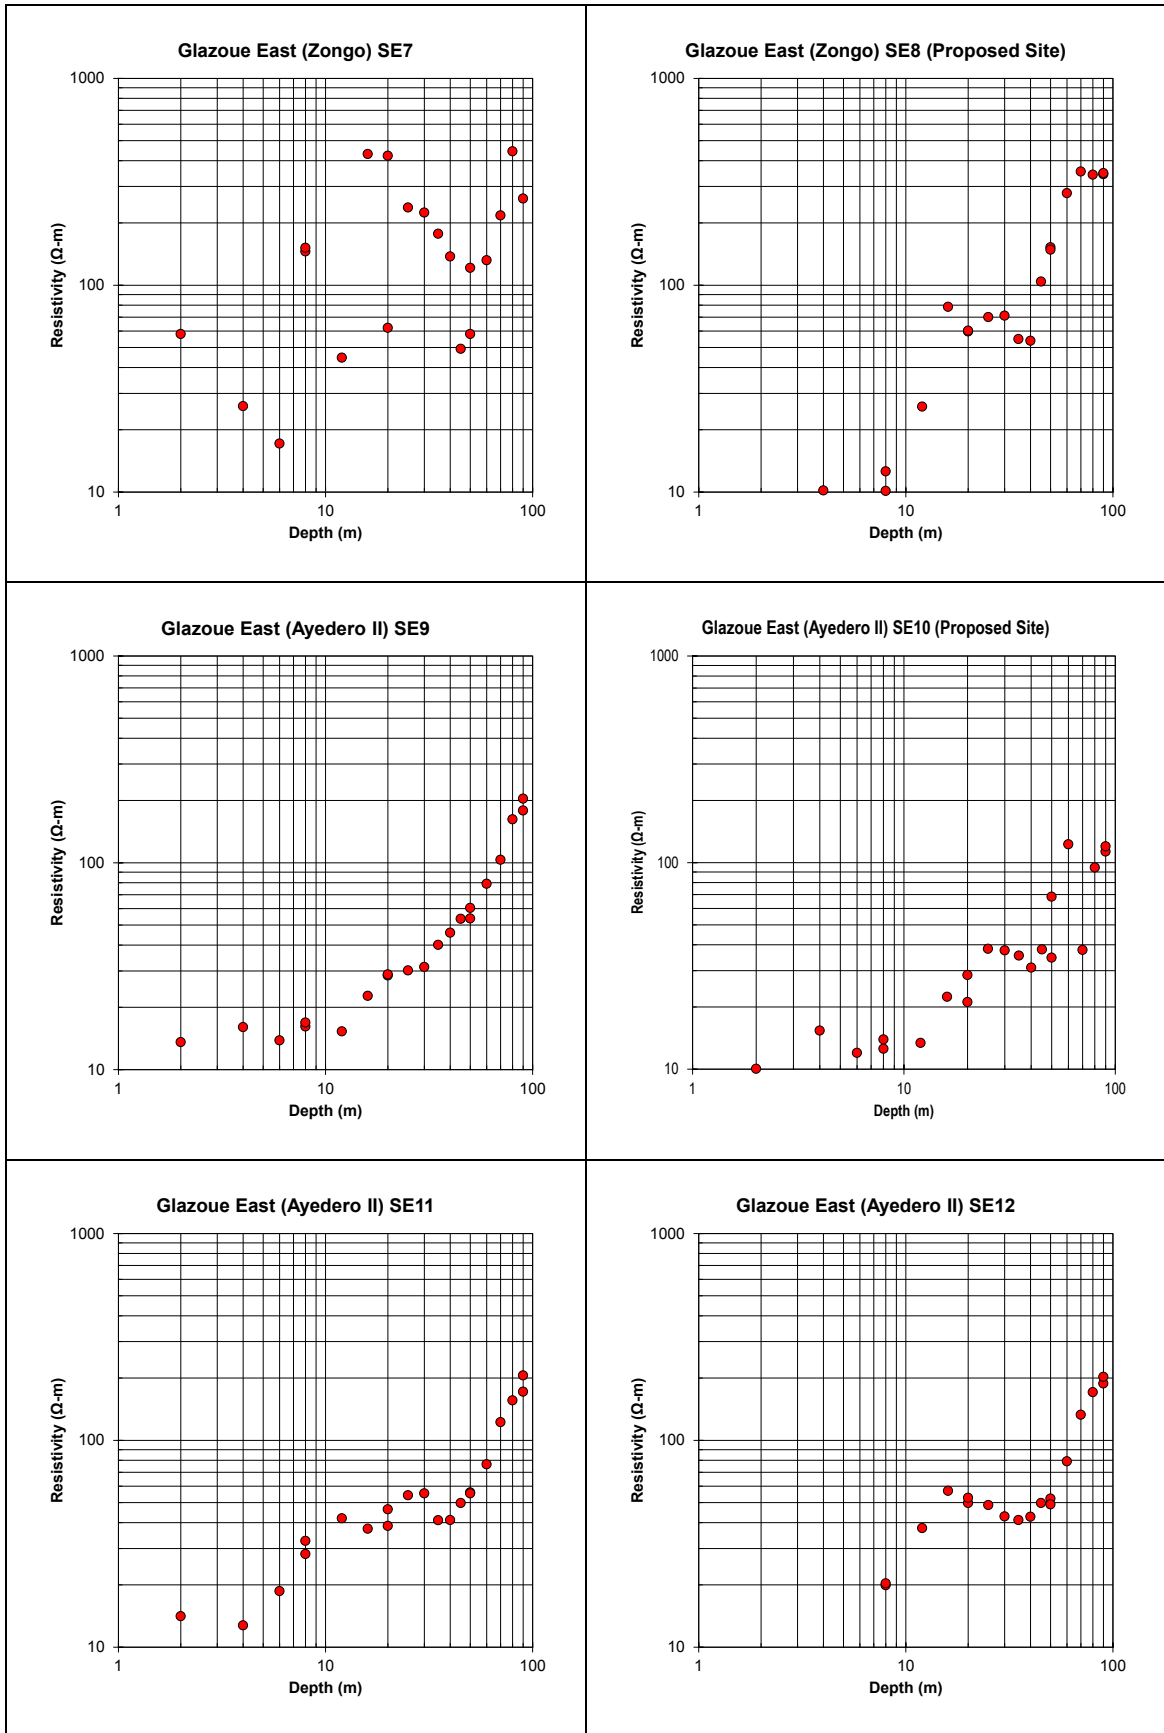 Glazoue East (Zongo) SE7
1000
100
10
Resistivity (Ω-m)
1
10
100
Depth (m)
Glazoue East (Zongo) SE8 (Proposed Site)
1000
100
10
Resistivity (Ω-m)
1
10
100
Depth (m)
Glazoue East (Ayedero II) SE9
1000
100
10
Resistivity (Ω-m)
1
10
100
Depth (m)
Glazoue East (Ayedero II) SE10 (Proposed Site)
1000
100
10
Resistivity (Ω-m)
1
10
100
Depth (m)
Glazoue East (Ayedero II) SE11
1000
100
10
Resistivity (Ω-m)
1
10
100
Depth (m)
Glazoue East (Ayedero II) SE12
1000
100
10
Resistivity (Ω-m)
1
10
100
Depth (m)